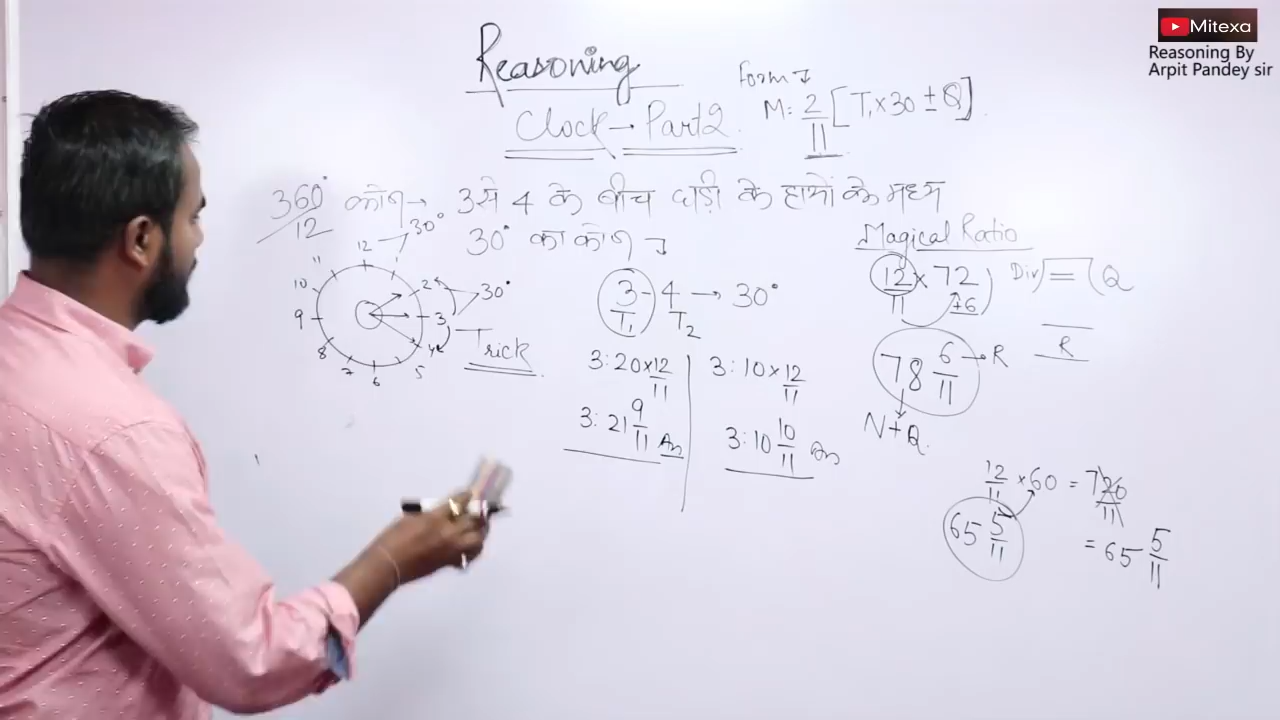 Mitexa
Reasoning By
Arpit Pandey sir
Reasoning
Clock → Part2
Form
M: 2/11 [T₁ × 30 ± Q]
360°/12 कोण → 3 से 4 के बीच घड़ी के हाथों के मध्य
30° का कोण
12 30°
1
2
3
4
5
6
7
8
9
10
11
30°
Trick
3 - 4 → 30°
T₁ T₂
3:20 × 12/11
3:21 9/11 An
3:10 × 12/11
3:10 10/11 An
Magical Ratio
12/11 × 72
+6
Div) = (Q
R
78 6/11 → R
N+Q
12/11 × 60 = 720/11
65 5/11
= 65 5/11